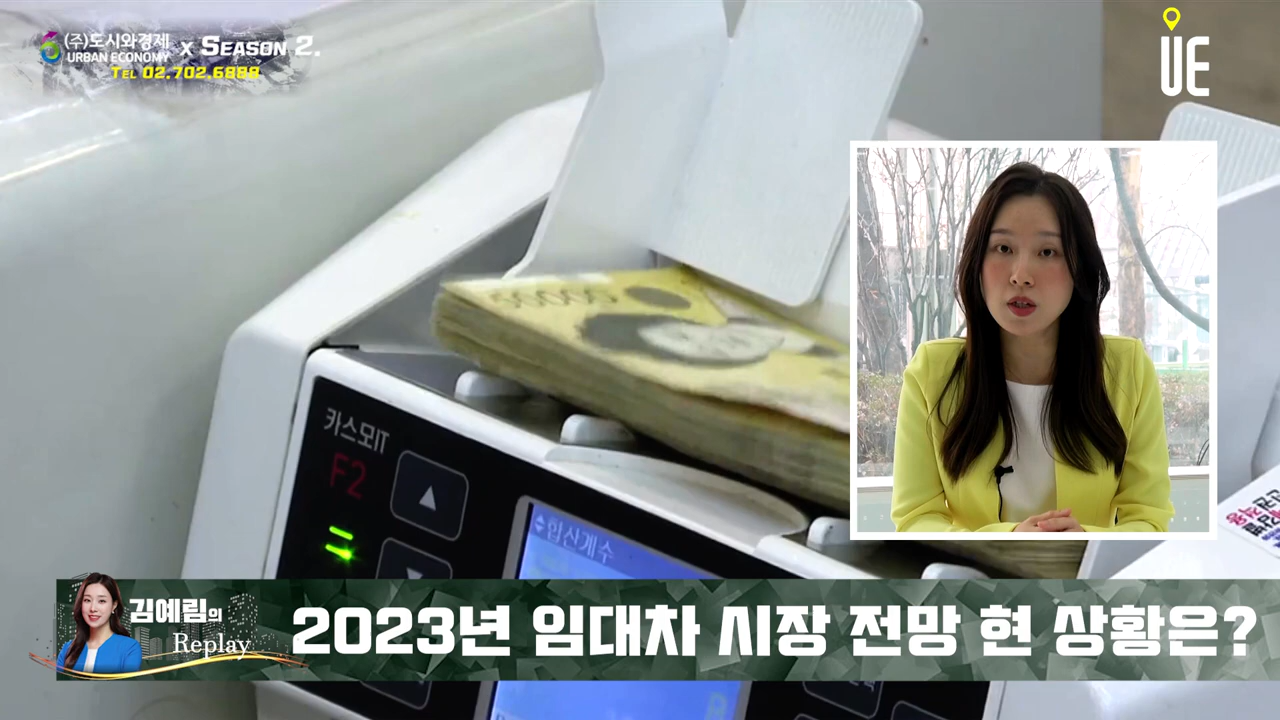 (주)도시와경제
URBAN ECONOMY
X SEASON 2.
TEL 02.702.6888
UE
50000
카스모IT
F2
합산계수
김예림의
Replay
2023년 임대차 시장 전망 현 상황은?